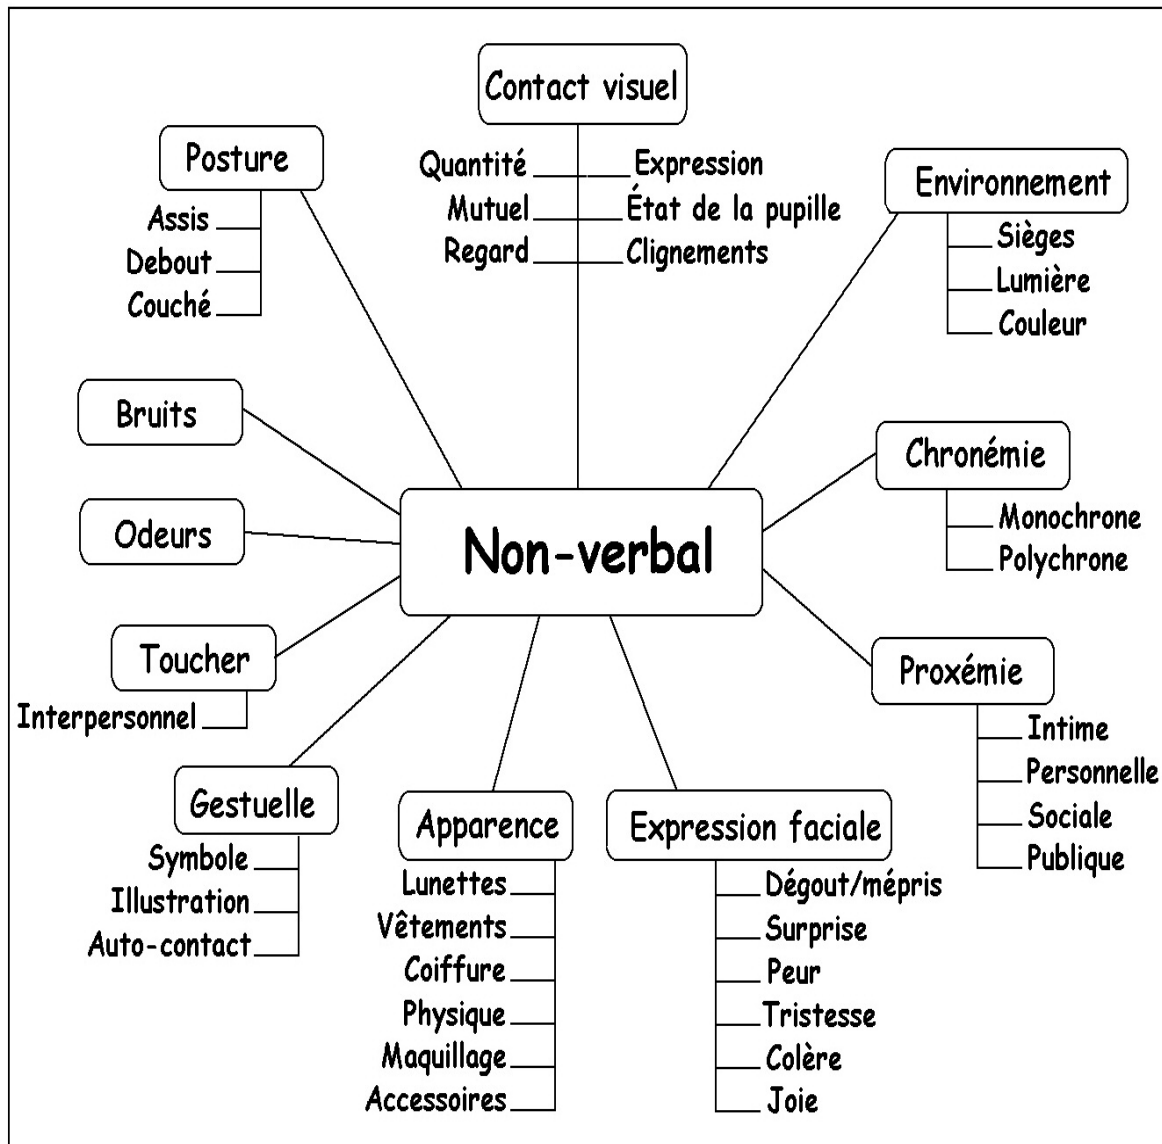 Contact visuel
Quantité
Expression
Mutuel
État de la pupille
Regard
Clignements
Posture
Assis
Debout
Couché
Environnement
Sièges
Lumière
Couleur
Bruits
Chronémie
Monochrone
Polychrone
Odeurs
Non-verbal
Toucher
Interpersonnel
Proxémie
Intime
Personnelle
Sociale
Publique
Gestuelle
Symbole
Illustration
Auto-contact
Apparence
Lunettes
Vêtements
Coiffure
Physique
Maquillage
Accessoires
Expression faciale
Dégout/mépris
Surprise
Peur
Tristesse
Colère
Joie